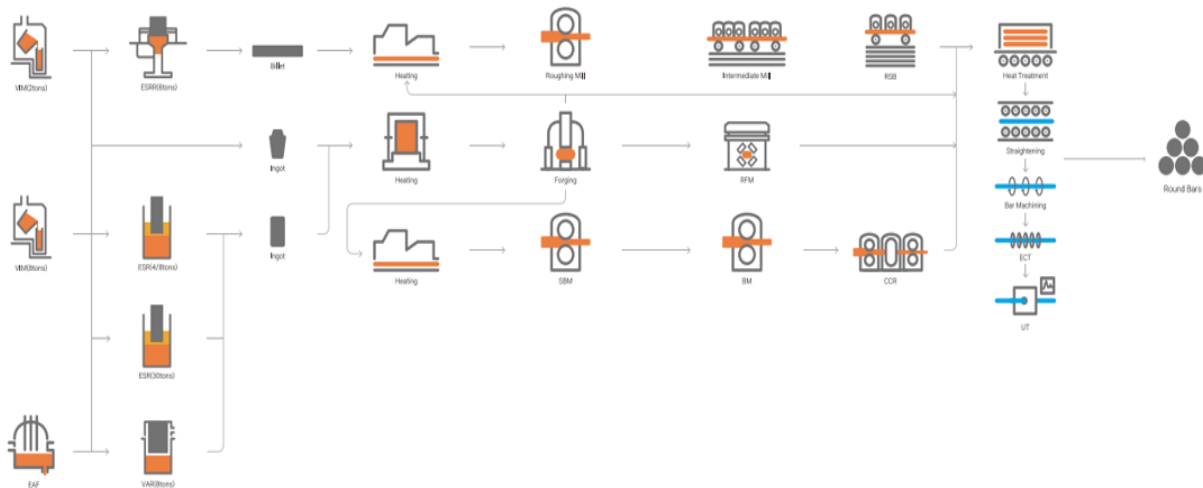 VIM(2tons)
ESRR(6tons)
Billet
Heating
Roughing Mill
Intermediate Mill
RSB
Heat Treatment
Ingot
Heating
Forging
RFM
Straightening
Round Bars
Bar Machining
VIM(6tons)
ESR(4/8tons)
Ingot
Heating
SBM
BM
CCR
ECT
UT
ESR(30tons)
EAF
VAR(8tons)